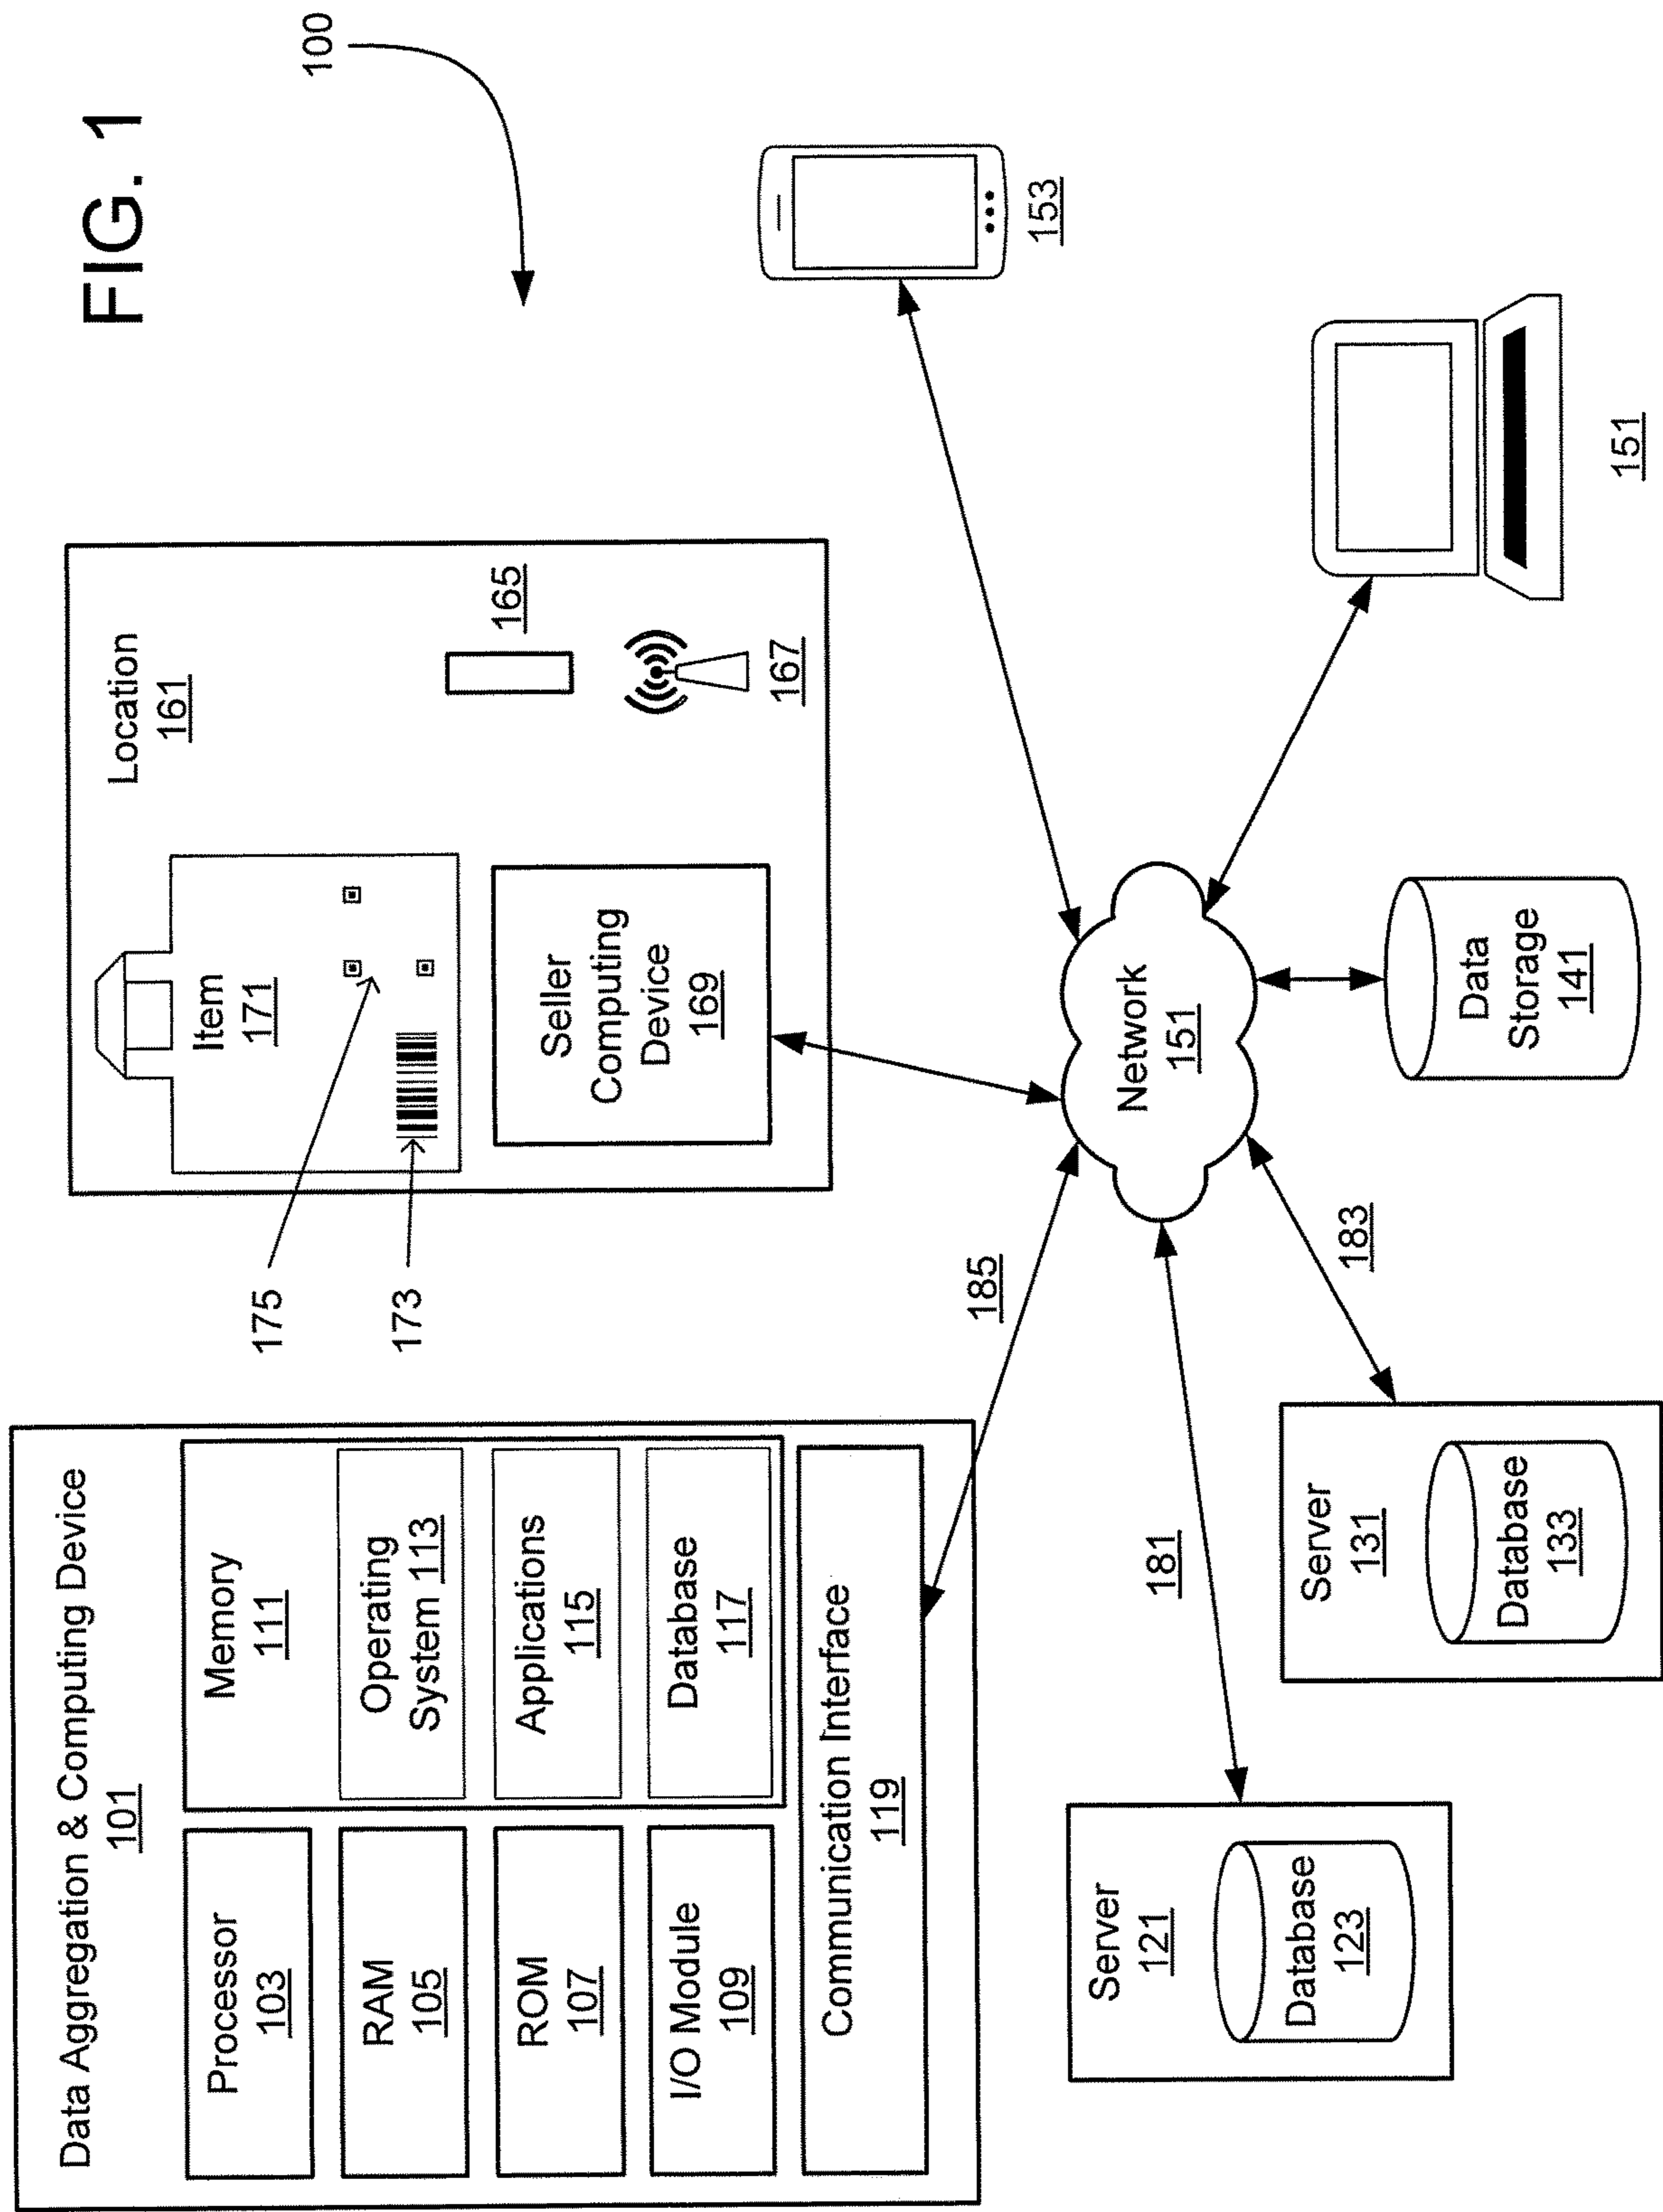 FIG. 1
100
Data Aggregation & Computing Device
101
Processor
103
RAM
105
ROM
107
I/O Module
109
Memory
111
Operating
System 113
Applications
115
Database
117
Communication Interface
119
175
173
Location
161
Item
171
Seller
Computing
Device
169
165
167
185
153
Network
151
181
183
Server
121
Database
123
Server
131
Database
133
Data
Storage
141
151